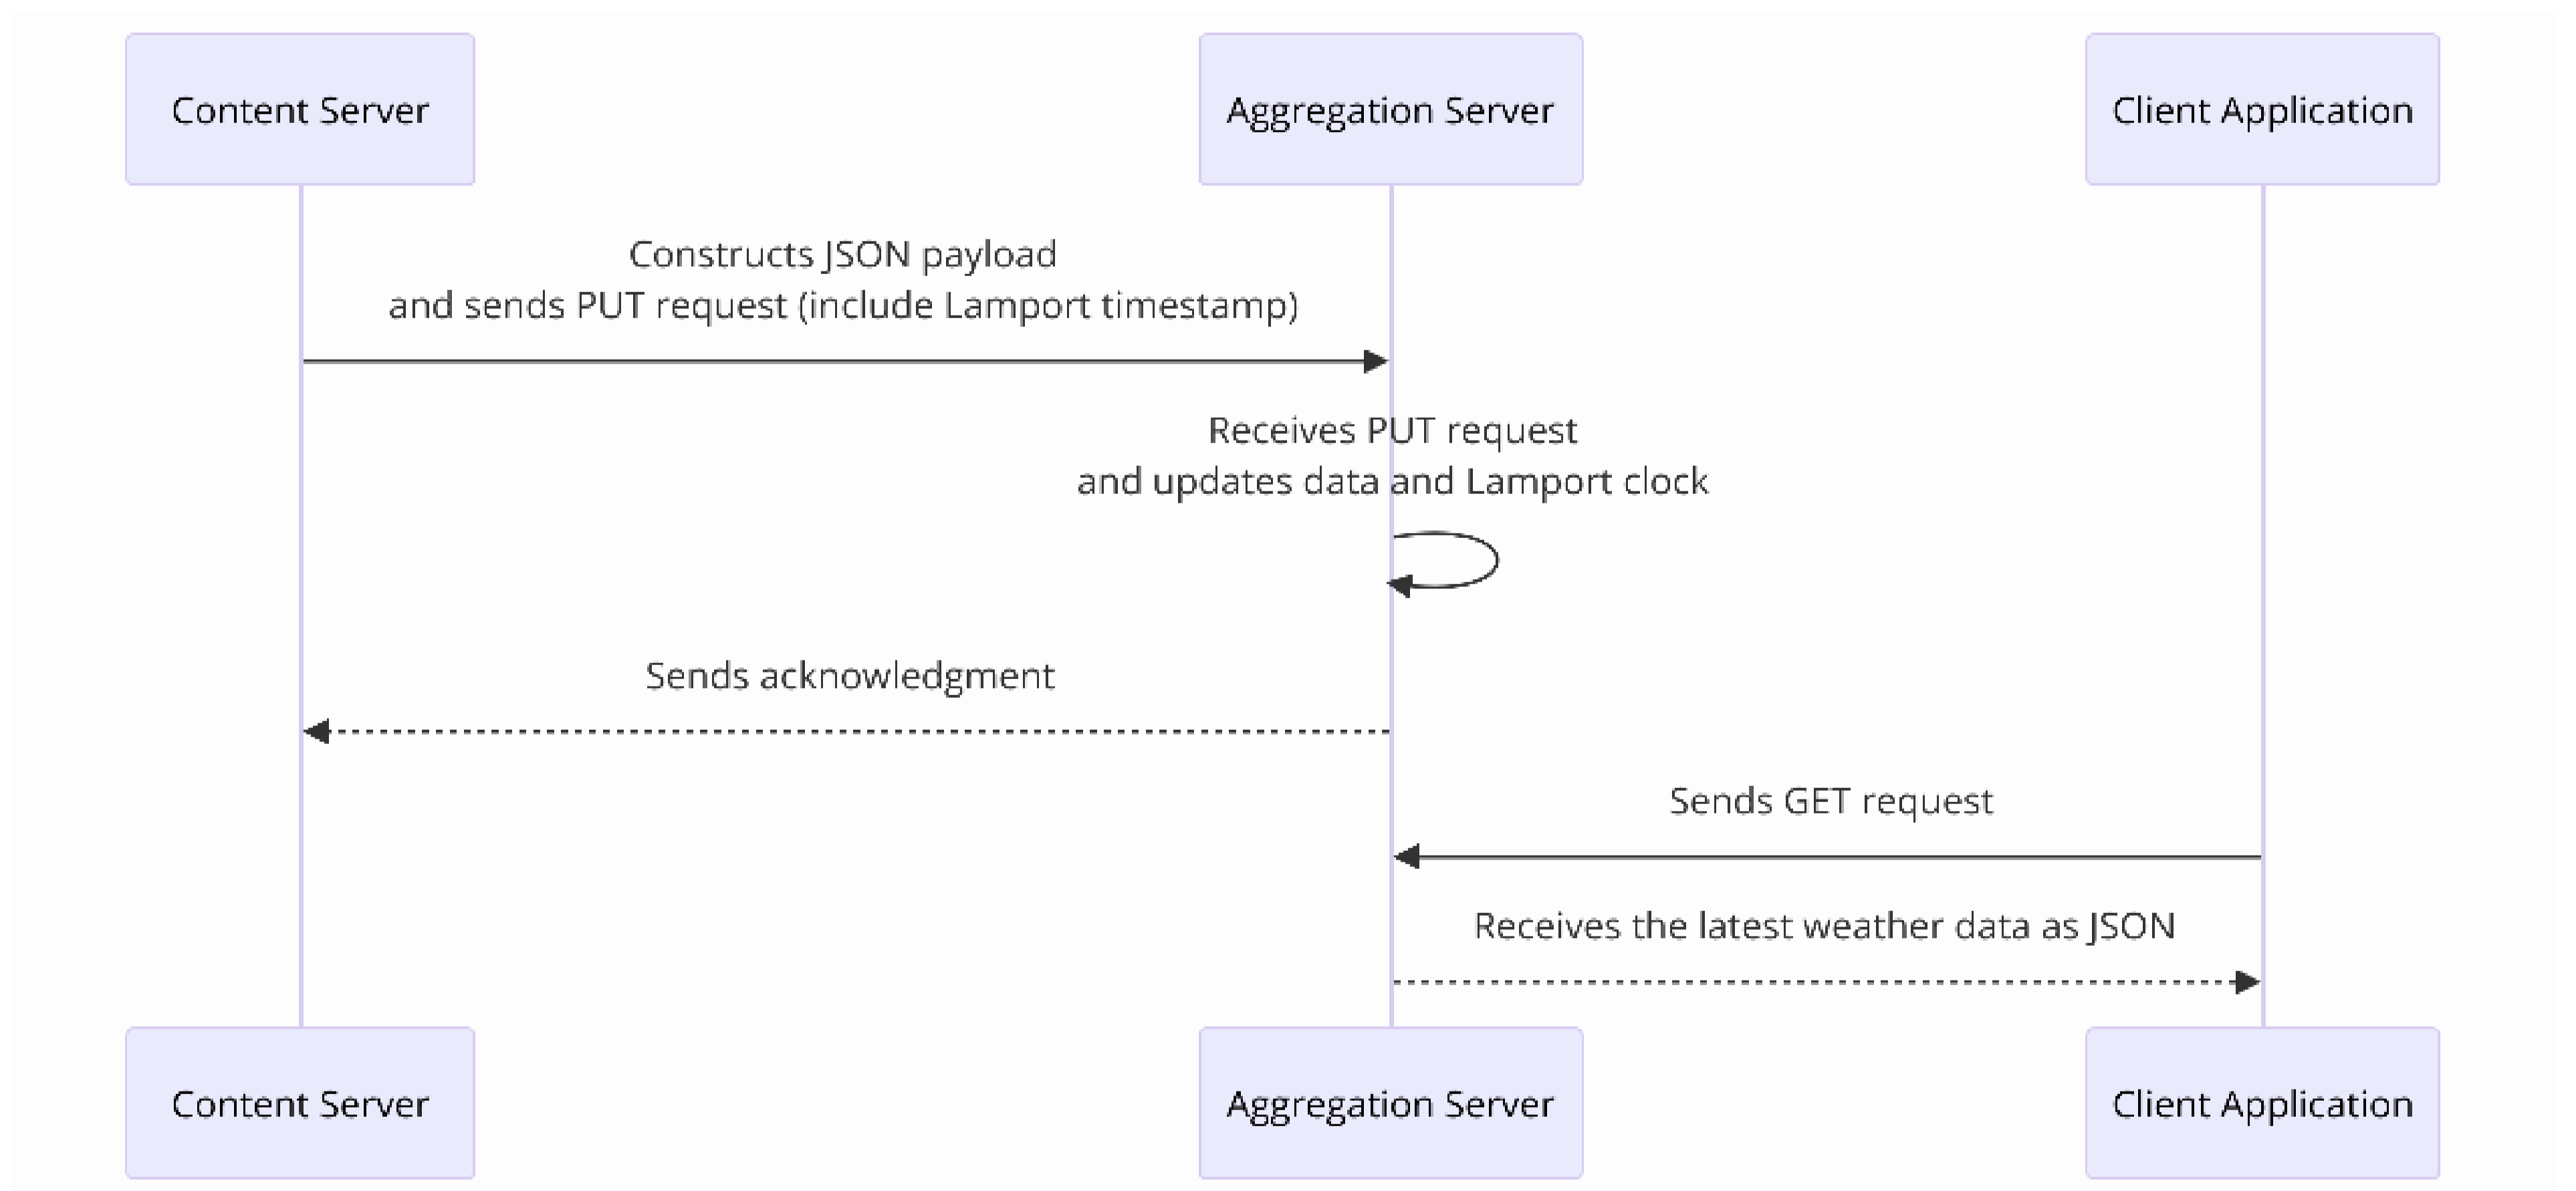 Content Server
Aggregation Server
Client Application
Constructs JSON payload
and sends PUT request (include Lamport timestamp)
Receives PUT request
and updates data and Lamport clock
Sends acknowledgment
Sends GET request
Receives the latest weather data as JSON
Content Server
Aggregation Server
Client Application